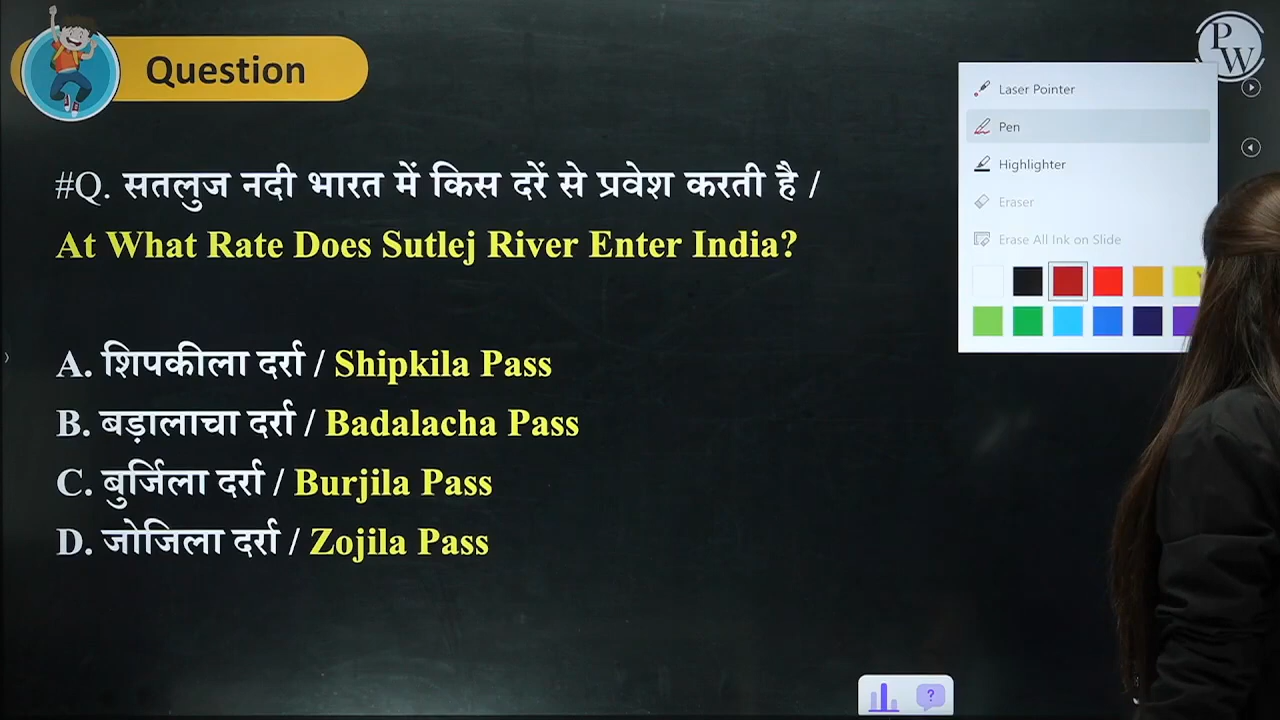 Question
PW
Laser Pointer
Pen
Highlighter
Eraser
Erase All Ink on Slide
#Q. सतलुज नदी भारत में किस दरें से प्रवेश करती है /
At What Rate Does Sutlej River Enter India?
A. शिपकीला दर्रा / Shipkila Pass
B. बड़ालाचा दर्रा / Badalacha Pass
C. बुर्जिला दर्रा / Burjila Pass
D. जोजिला दर्रा / Zojila Pass
?